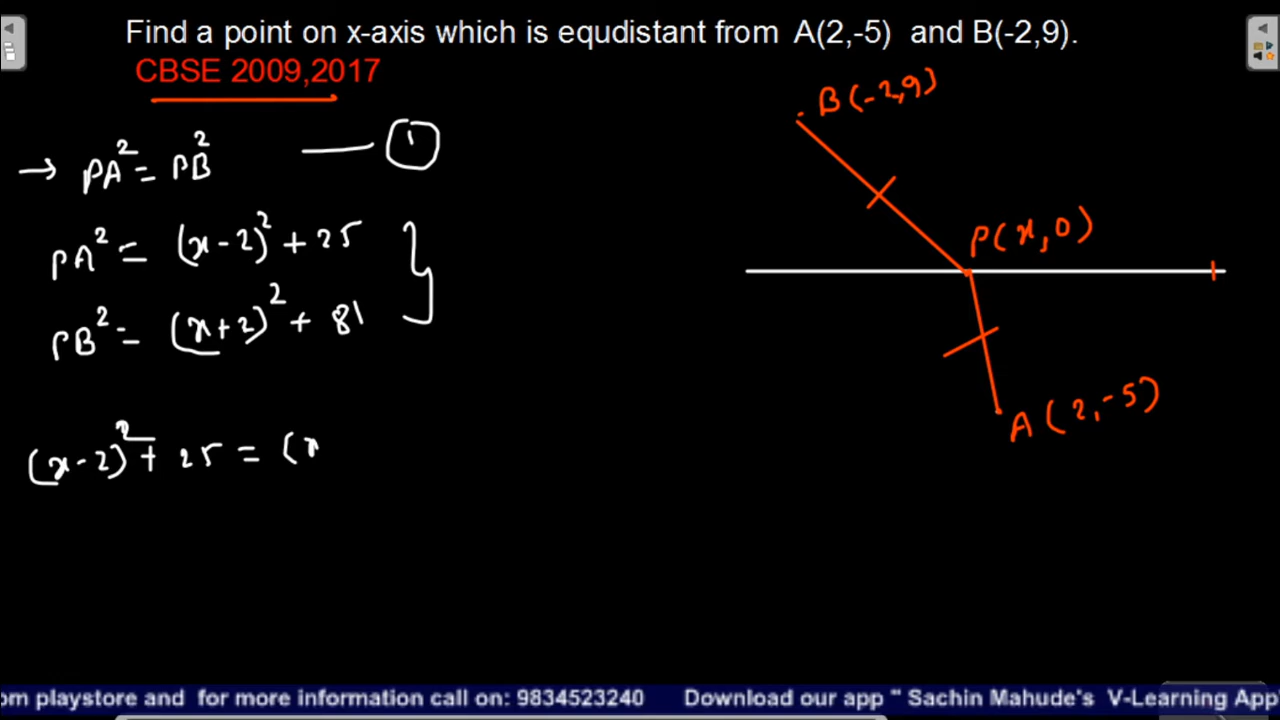 Find a point on x-axis which is equdistant from A(2,-5) and B(-2,9).
CBSE 2009,2017
B(-2,9)
→ PA² = PB² — ①
PA² = (x-2)² + 25
P(x,0)
PB² = (x+2)² + 81
A(2,-5)
(x-2)² + 25 = (x
om playstore and for more information call on: 9834523240 Download our app " Sachin Mahude's V-Learning App